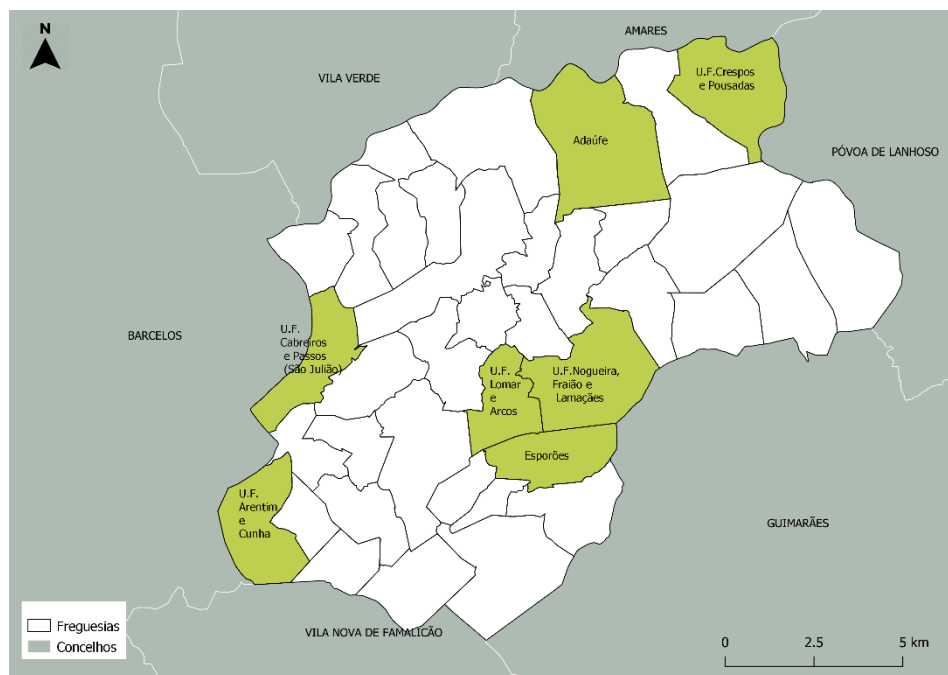 N
AMARES
VILA VERDE
U.F.Crespos
e Pousadas
Adaúfe
PÓVOA DE LANHOSO
BARCELOS
U.F.
Cabreiros
e Passos
(São Julião)
U.F.
Lomar
e
Arcos
U.F.Nogueira,
Fraião e
Lamaçães
Esporões
U.F.
Arentim
e
Cunha
GUIMARÃES
VILA NOVA DE FAMALICÃO
Freguesias
Concelhos
0 2.5 5 km